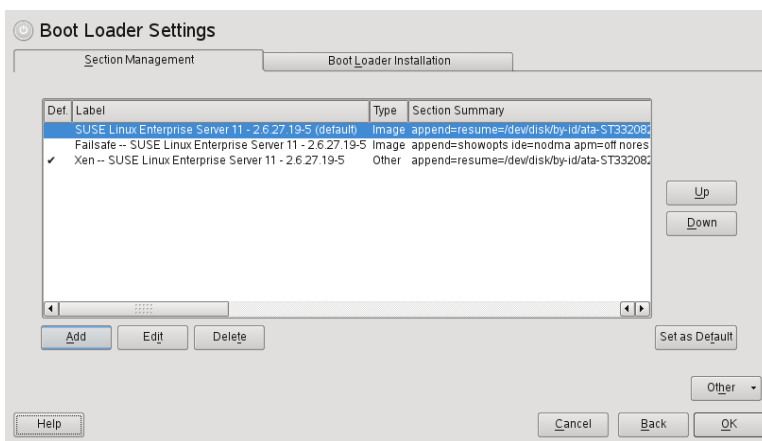 Boot Loader Settings
Section Management
Boot Loader Installation
Def. Label Type Section Summary
SUSE Linux Enterprise Server 11 - 2.6.27.19-5 (default) Image append=resume=/dev/disk/by-id/ata-ST332082
Failsafe -- SUSE Linux Enterprise Server 11 - 2.6.27.19-5 Image append=showopts ide=nodma apm=off nores
✔ Xen -- SUSE Linux Enterprise Server 11 - 2.6.27.19-5 Other append=resume=/dev/disk/by-id/ata-ST332082
Up
Down
Add Edit Delete Set as Default
Other
Help Cancel Back OK